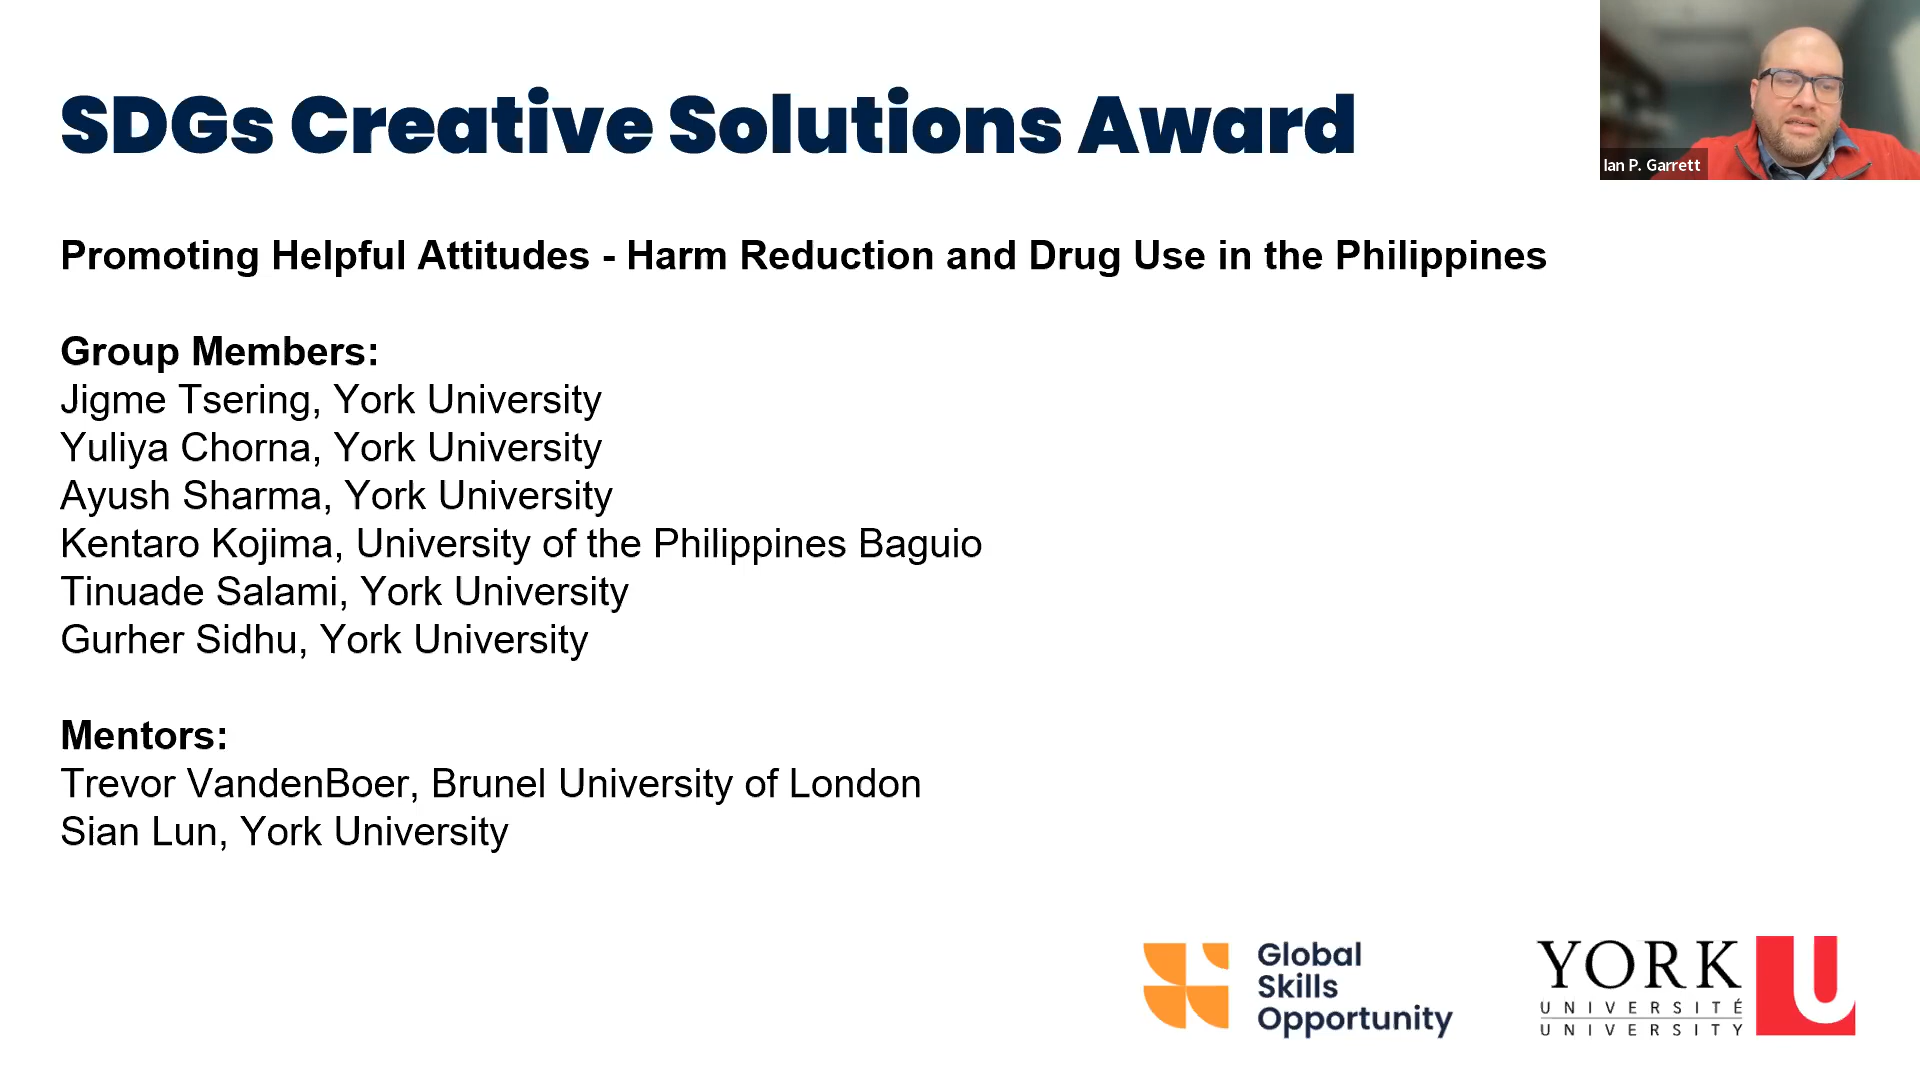 SDGs Creative Solutions Award
Ian P. Garrett
Promoting Helpful Attitudes - Harm Reduction and Drug Use in the Philippines
Group Members:
Jigme Tsering, York University
Yuliya Chorna, York University
Ayush Sharma, York University
Kentaro Kojima, University of the Philippines Baguio
Tinuade Salami, York University
Gurher Sidhu, York University
Mentors:
Trevor VandenBoer, Brunel University of London
Sian Lun, York University
Global
Skills
Opportunity
YORK U
UNIVERSITÉ
UNIVERSITY